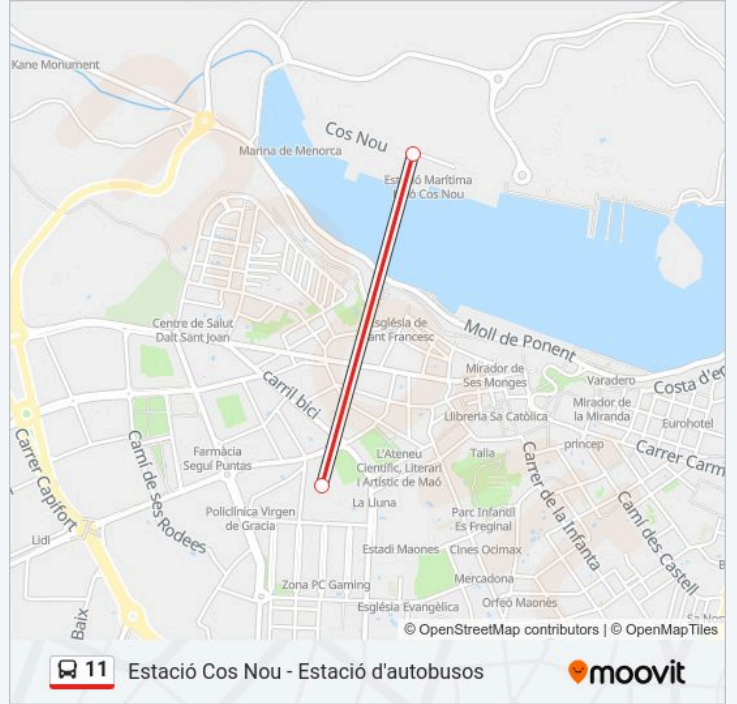 Kane Monument
Cos Nou
Marina de Menorca
Estació Marítima
Maó Cos Nou
Centre de Salut
Dalt Sant Joan
Església de
Sant Francesc
Moll de Ponent
Mirador de
Ses Monges
Varadero
Costa d'en
carril bici
Mirador de
la Miranda
Eurohotel
Llibreria Sa Catòlica
Carrer Capifort
Camí de ses Rodees
Farmàcia
Seguí Puntas
L'Ateneu
Científic, Literari
i Artístic de Maó
Talia
princep
Carrer Carm
Carrer de la Infanta
Camí des Castell
La Lluna
Policlínica Virgen
de Gracia
Parc Infantil
Es Freginal
Lidl
Estadi Maones
Cines Ocimax
Zona PC Gaming
Mercadona
Església Evangèlica
Orfeó Maonès
Baix
© OpenStreetMap contributors | © OpenMapTiles
11 Estació Cos Nou - Estació d'autobusos
moovit